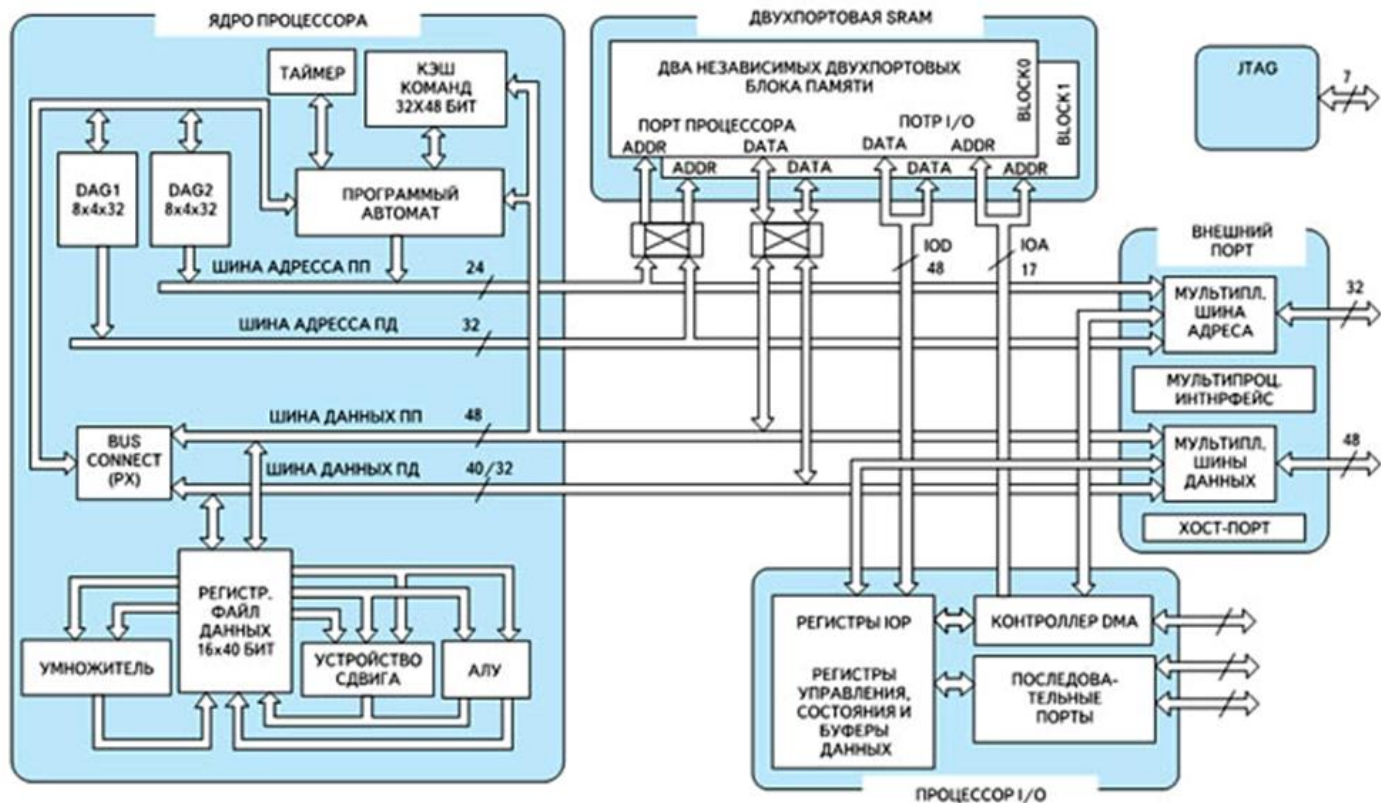 ЯДРО ПРОЦЕССОРА
ТАЙМЕР
КЭШ
КОМАНД
32X48 БИТ
DAG1
8x4x32
DAG2
8x4x32
ПРОГРАММЫЙ
АВТОМАТ
ШИНА АДРЕССА ПП
24
ШИНА АДРЕССА ПД
32
ШИНА ДАННЫХ ПП
48
BUS
CONNECT
(PX)
ШИНА ДАННЫХ ПД
40/32
РЕГИСТР.
ФАЙЛ
ДАННЫХ
16x40 БИТ
УМНОЖИТЕЛЬ
УСТРОЙСТВО
СДВИГА
АЛУ
ДВУХПОРТОВАЯ SRAM
ДВА НЕЗАВИСИМЫХ ДВУХПОРТОВЫХ
БЛОКА ПАМЯТИ
BLOCK0
BLOCK1
ПОРТ ПРОЦЕССОРА
ПОТР I/O
ADDR
DATA
DATA
ADDR
ADDR
DATA
DATA
ADDR
IOD
48
IOA
17
JTAG
7
ВНЕШНИЙ
ПОРТ
МУЛЬТИПЛ.
ШИНА
АДРЕСА
32
МУЛЬТИПРОЦ.
ИНТНРФЕЙС
МУЛЬТИПЛ.
ШИНЫ
ДАННЫХ
48
ХОСТ-ПОРТ
РЕГИСТРЫ IOP
РЕГИСТРЫ
УПРАВЛЕНИЯ,
СОСТОЯНИЯ И
БУФЕРЫ
ДАННЫХ
КОНТРОЛЛЕР DMA
ПОСЛЕДОВА-
ТЕЛЬНЫЕ
ПОРТЫ
ПРОЦЕССОР I/O